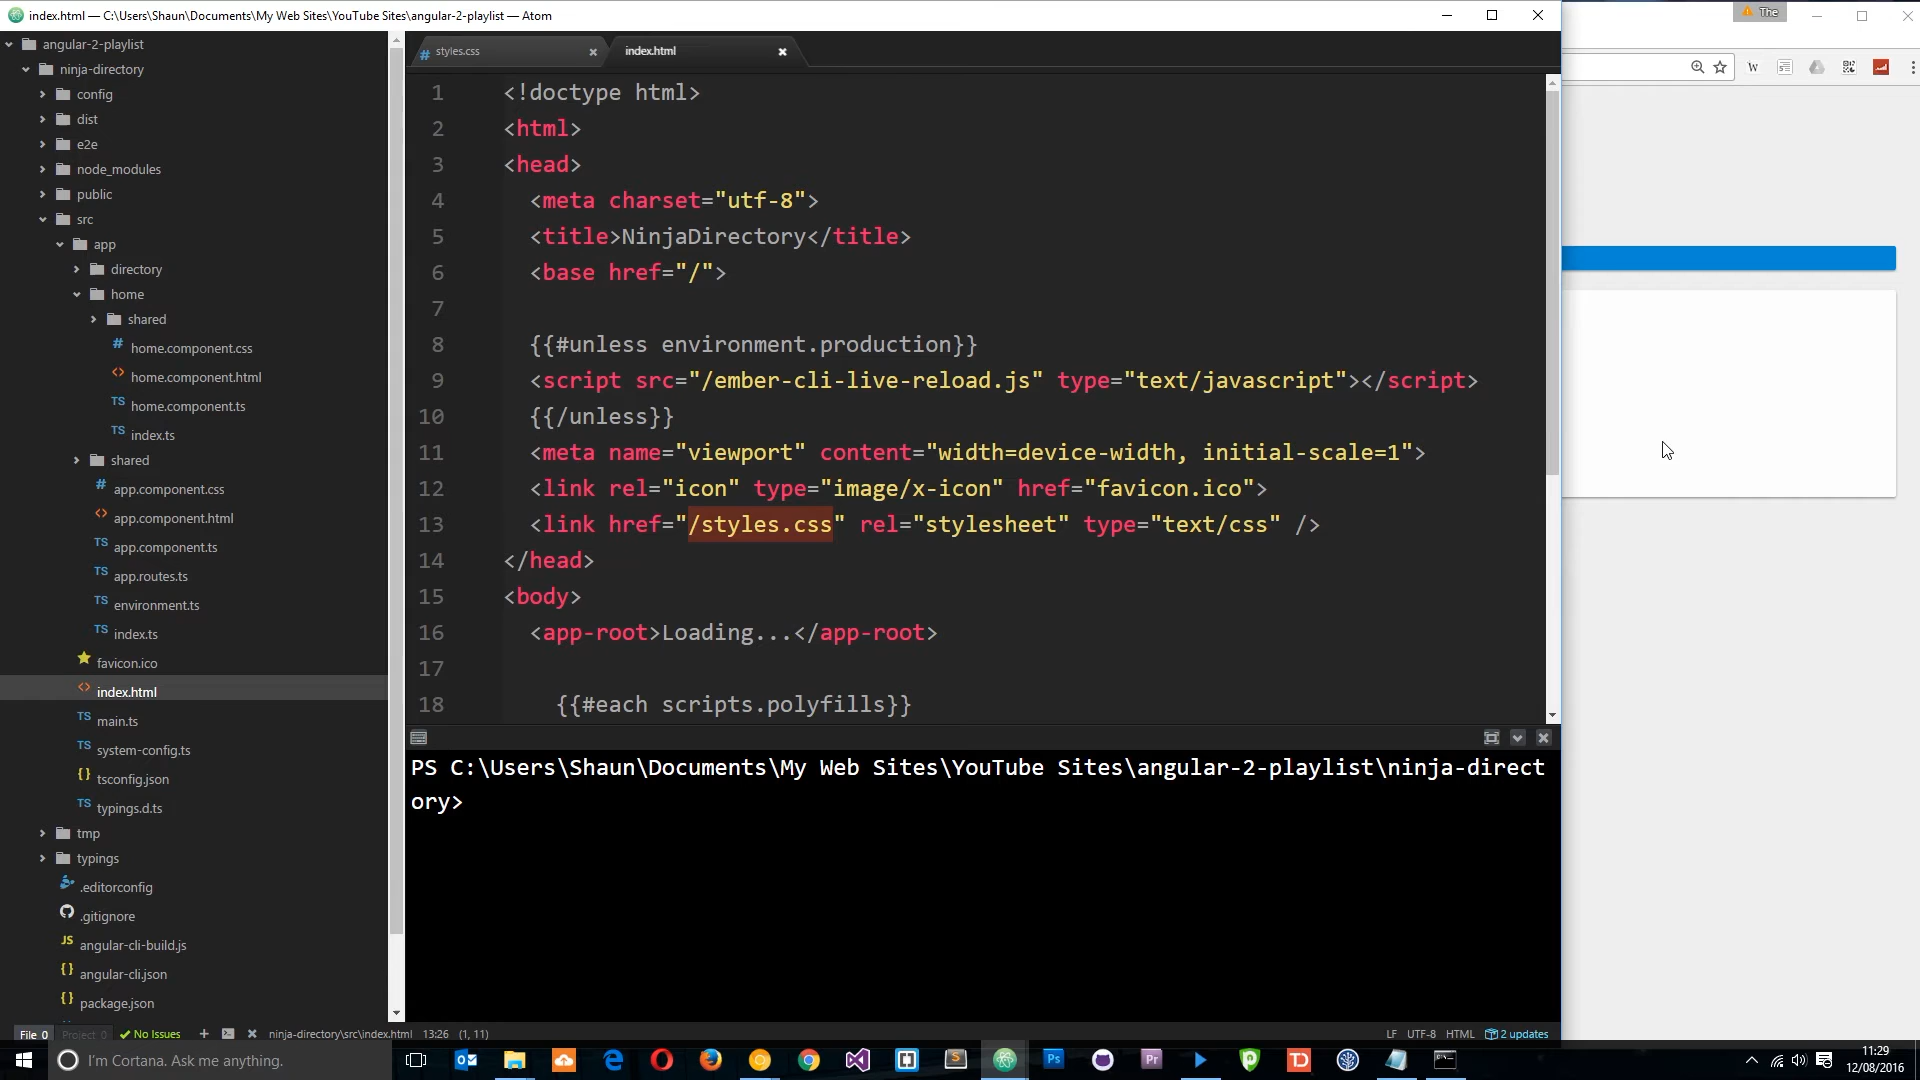 index.html — C:\Users\Shaun\Documents\My Web Sites\YouTube Sites\angular-2-playlist — Atom
The
angular-2-playlist
ninja-directory
config
dist
e2e
node_modules
public
src
app
directory
home
shared
home.component.css
home.component.html
home.component.ts
index.ts
shared
app.component.css
app.component.html
app.component.ts
app.routes.ts
environment.ts
index.ts
favicon.ico
index.html
main.ts
system-config.ts
tsconfig.json
typings.d.ts
tmp
typings
.editorconfig
.gitignore
angular-cli-build.js
angular-cli.json
package.json
styles.css
index.html
1 <!doctype html>
2 <html>
3 <head>
4 <meta charset="utf-8">
5 <title>NinjaDirectory</title>
6 <base href="/">
7
8 {{#unless environment.production}}
9 <script src="/ember-cli-live-reload.js" type="text/javascript"></script>
10 {{/unless}}
11 <meta name="viewport" content="width=device-width, initial-scale=1">
12 <link rel="icon" type="image/x-icon" href="favicon.ico">
13 <link href="/styles.css" rel="stylesheet" type="text/css" />
14 </head>
15 <body>
16 <app-root>Loading...</app-root>
17
18 {{#each scripts.polyfills}}
PS C:\Users\Shaun\Documents\My Web Sites\YouTube Sites\angular-2-playlist\ninja-direct
ory>
File 0 Project 0 No Issues ninja-directory\src\index.html 13:26 (1, 11)
LF UTF-8 HTML 2 updates
I'm Cortana. Ask me anything.
11:29
12/08/2016